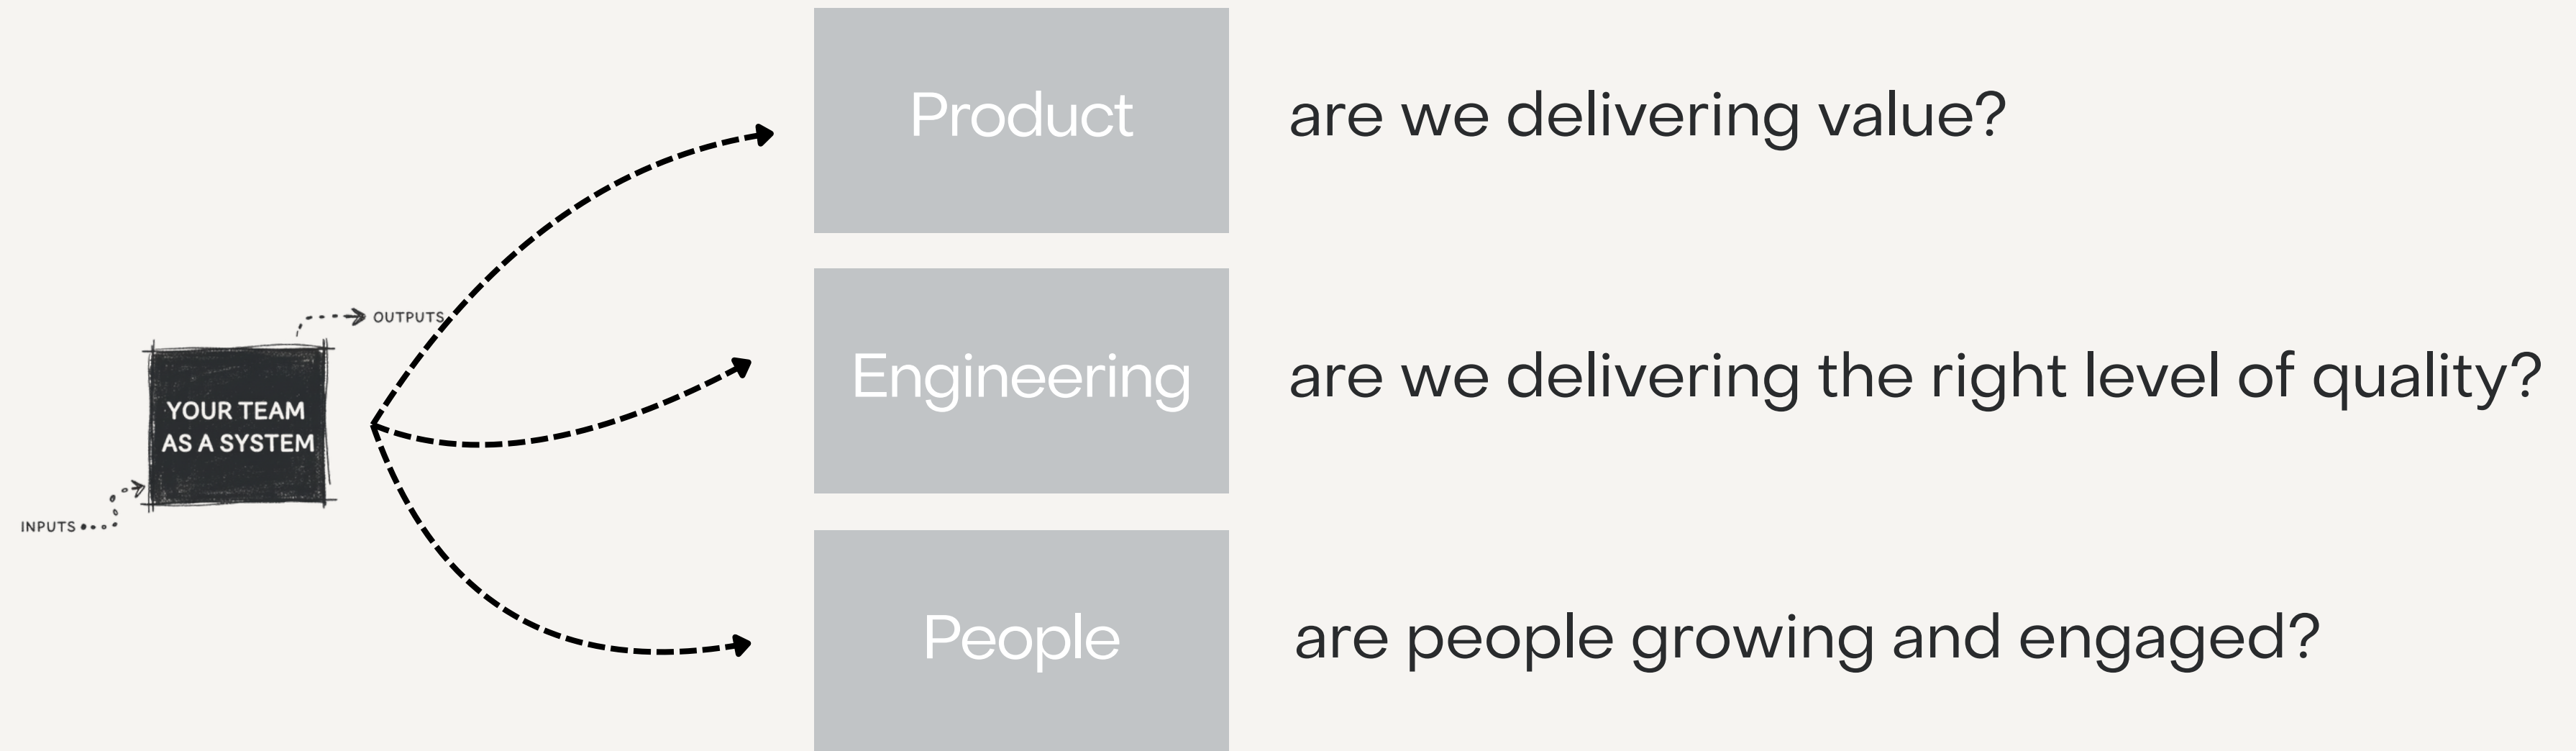 Product
are we delivering value?
OUTPUTS
YOUR TEAM
AS A SYSTEM
INPUTS
Engineering
are we delivering the right level of quality?
People
are people growing and engaged?